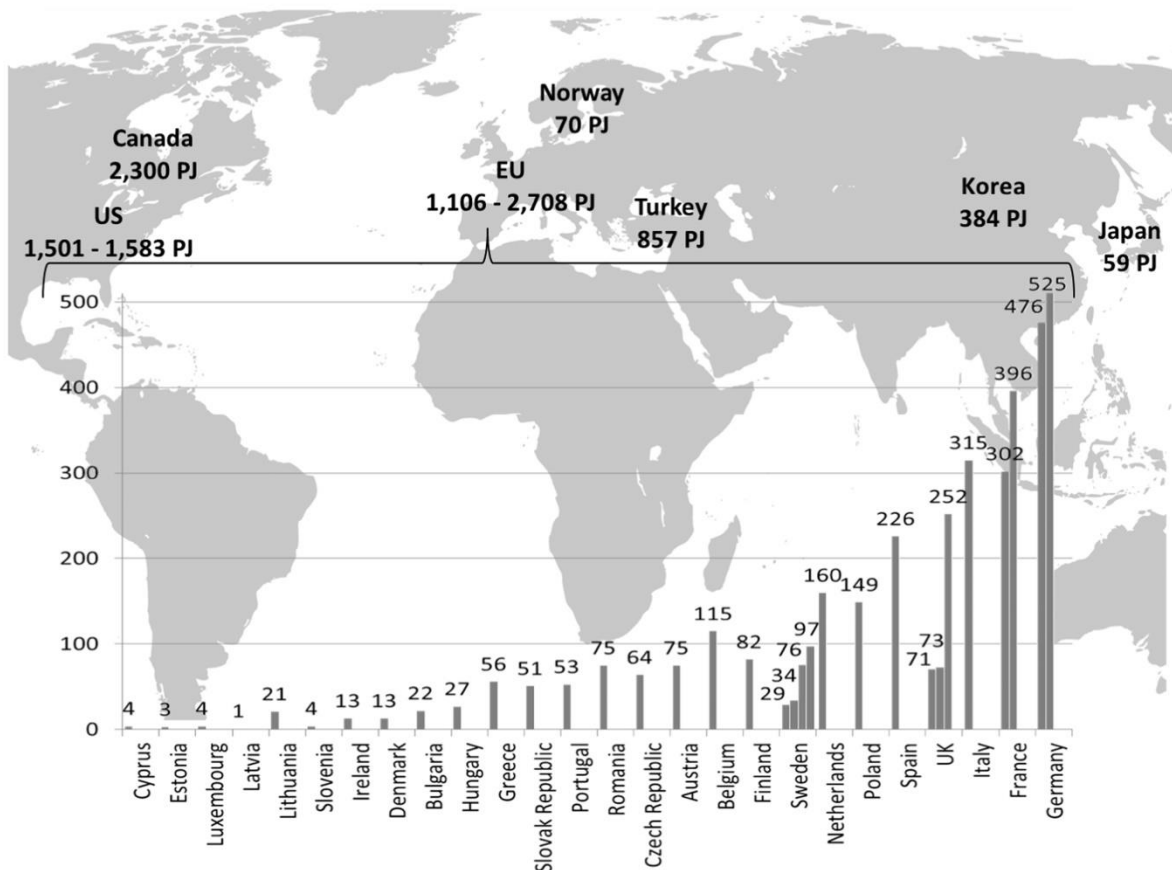 Norway
70 PJ
Canada
2,300 PJ
EU
1,106 - 2,708 PJ
US
1,501 - 1,583 PJ
Turkey
857 PJ
Korea
384 PJ
Japan
59 PJ
500
400
300
200
100
0
4
3
4
1
21
4
13
13
22
27
56
51
53
75
64
75
115
82
29
34
76
97
160
149
226
71
73
252
315
302
396
476
525
Cyprus
Estonia
Luxembourg
Latvia
Lithuania
Slovenia
Ireland
Denmark
Bulgaria
Hungary
Greece
Slovak Republic
Portugal
Romania
Czech Republic
Austria
Belgium
Finland
Sweden
Netherlands
Poland
Spain
UK
Italy
France
Germany